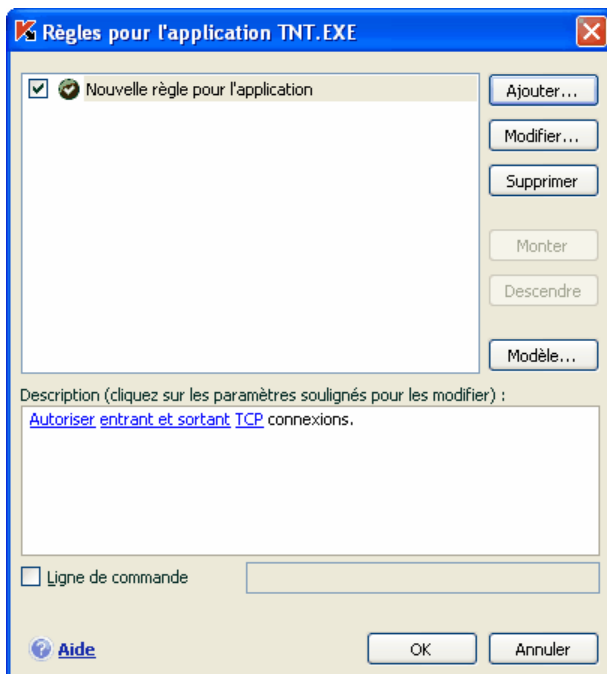 Règles pour l'application TNT.EXE
Nouvelle règle pour l'application
Ajouter...
Modifier...
Supprimer
Monter
Descendre
Modèle...
Description (cliquez sur les paramètres soulignés pour les modifier) :
Autoriser entrant et sortant TCP connexions.
Ligne de commande
Aide
OK
Annuler